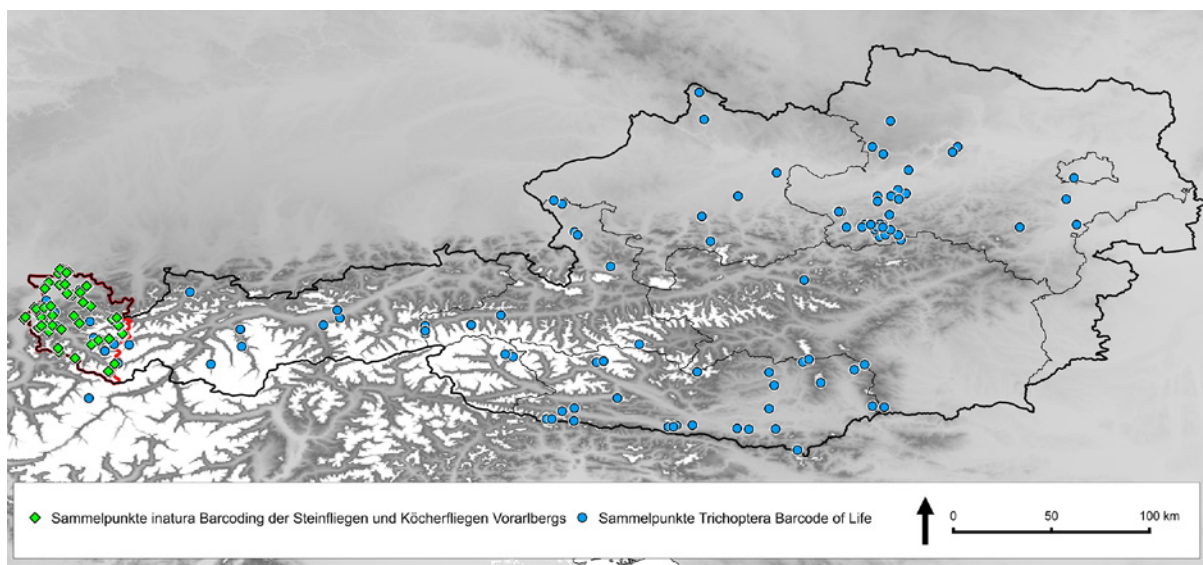 Sammelpunkte inatura Barcoding der Steinfliegen und Köcherfliegen Vorarlbergs
Sammelpunkte Trichoptera Barcode of Life
0 50 100 km